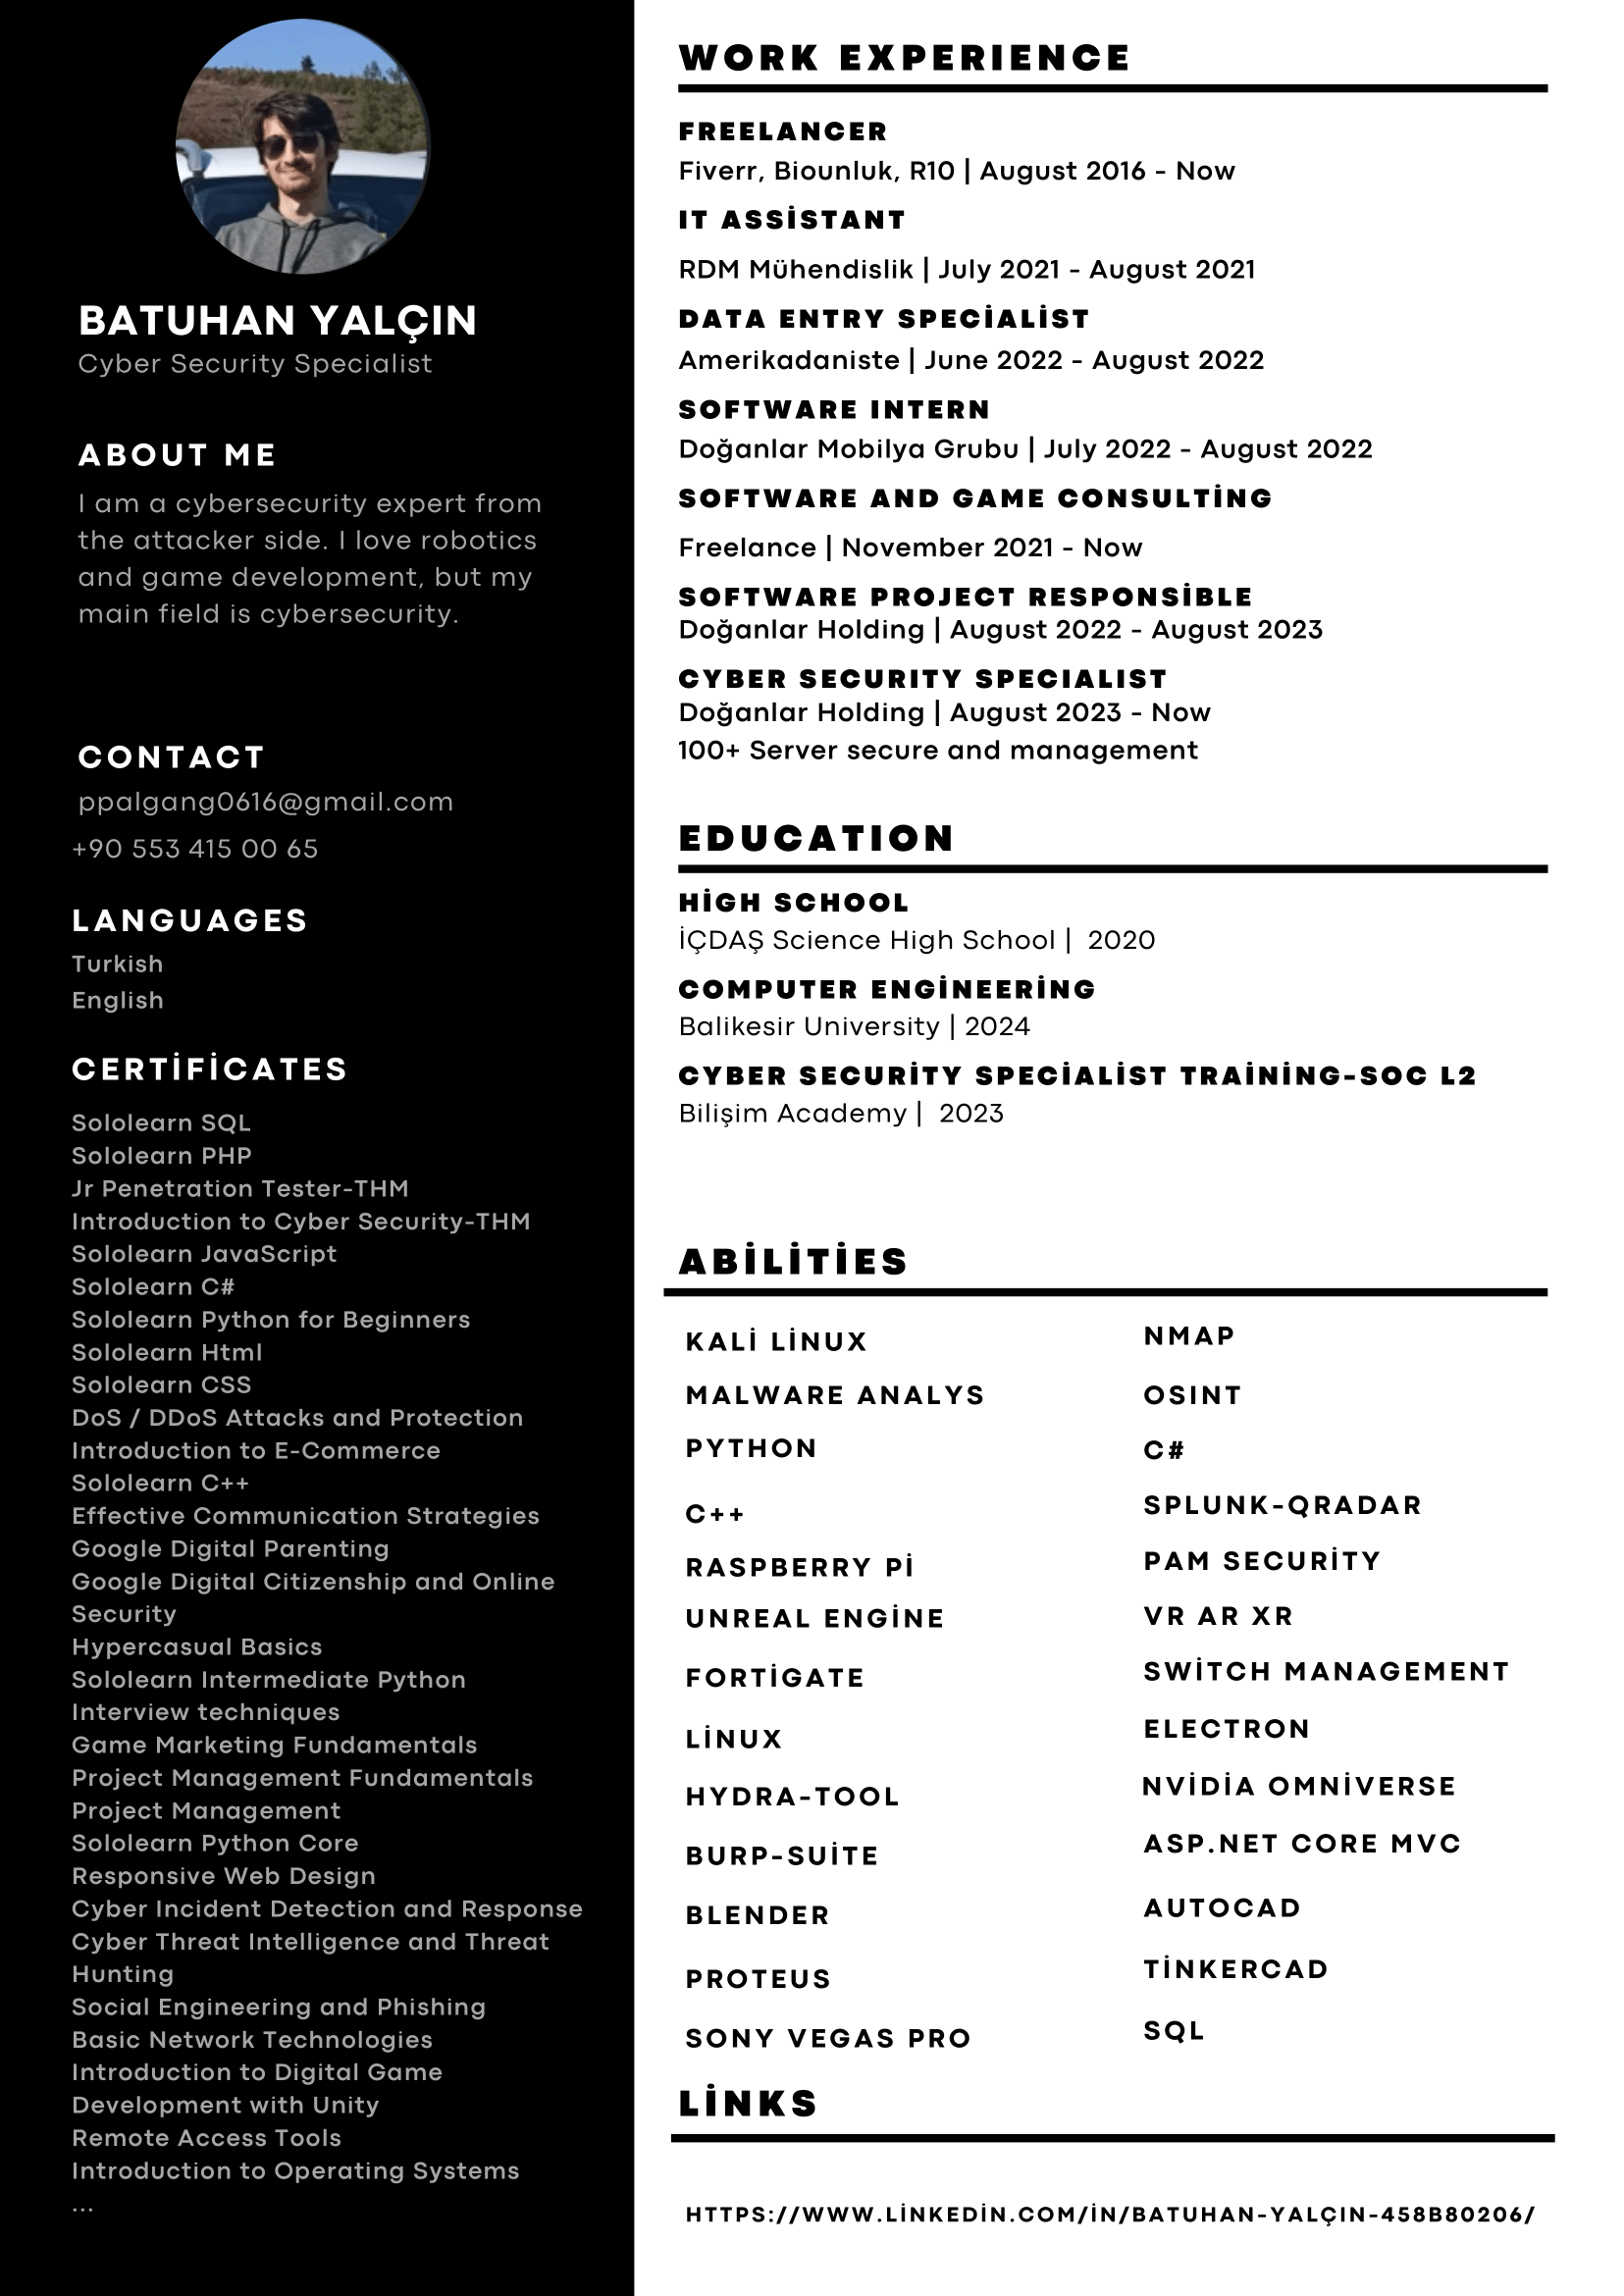 BATUHAN YALÇIN
Cyber Security Specialist
ABOUT ME
I am a cybersecurity expert from
the attacker side. I love robotics
and game development, but my
main field is cybersecurity.
CONTACT
ppalgang0616@gmail.com
+90 553 415 00 65
LANGUAGES
Turkish
English
CERTİFİCATES
Sololearn SQL
Sololearn PHP
Jr Penetration Tester-THM
Introduction to Cyber Security-THM
Sololearn JavaScript
Sololearn C#
Sololearn Python for Beginners
Sololearn Html
Sololearn CSS
DoS / DDoS Attacks and Protection
Introduction to E-Commerce
Sololearn C++
Effective Communication Strategies
Google Digital Parenting
Google Digital Citizenship and Online
Security
Hypercasual Basics
Sololearn Intermediate Python
Interview techniques
Game Marketing Fundamentals
Project Management Fundamentals
Project Management
Sololearn Python Core
Responsive Web Design
Cyber Incident Detection and Response
Cyber Threat Intelligence and Threat
Hunting
Social Engineering and Phishing
Basic Network Technologies
Introduction to Digital Game
Development with Unity
Remote Access Tools
Introduction to Operating Systems
...
WORK EXPERIENCE
FREELANCER
Fiverr, Biounluk, R10 | August 2016 - Now
IT ASSİSTANT
RDM Mühendislik | July 2021 - August 2021
DATA ENTRY SPECİALİST
Amerikadaniste | June 2022 - August 2022
SOFTWARE INTERN
Doğanlar Mobilya Grubu | July 2022 - August 2022
SOFTWARE AND GAME CONSULTİNG
Freelance | November 2021 - Now
SOFTWARE PROJECT RESPONSİBLE
Doğanlar Holding | August 2022 - August 2023
CYBER SECURITY SPECIALIST
Doğanlar Holding | August 2023 - Now
100+ Server secure and management
EDUCATION
HİGH SCHOOL
İÇDAŞ Science High School | 2020
COMPUTER ENGİNEERİNG
Balikesir University | 2024
CYBER SECURİTY SPECİALİST TRAİNİNG-SOC L2
Bilişim Academy | 2023
ABİLİTİES
KALİ LİNUX
MALWARE ANALYS
PYTHON
C++
RASPBERRY Pİ
UNREAL ENGİNE
FORTİGATE
LİNUX
HYDRA-TOOL
BURP-SUİTE
BLENDER
PROTEUS
SONY VEGAS PRO
NMAP
OSINT
C#
SPLUNK-QRADAR
PAM SECURİTY
VR AR XR
SWİTCH MANAGEMENT
ELECTRON
NVİDİA OMNİVERSE
ASP.NET CORE MVC
AUTOCAD
TİNKERCAD
SQL
LİNKS
HTTPS://WWW.LİNKEDİN.COM/İN/BATUHAN-YALÇIN-458B80206/